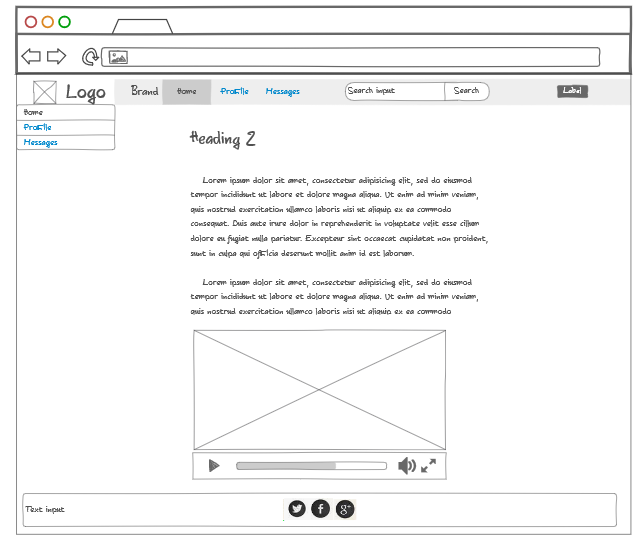 Logo
Brand Home Profile Messages Search input Search Label
Home
Profile
Messages
Heading 2
Lorem ipsum dolor sit amet, consectetur adipisicing elit, sed do eiusmod
tempor incididunt ut labore et dolore magna aliqua. Ut enim ad minim veniam,
quis nostrud exercitation ullamco laboris nisi ut aliquip ex ea commodo
consequat. Duis aute irure dolor in reprehenderit in voluptate velit esse cillum
dolore eu fugiat nulla pariatur. Excepteur sint occaecat cupidatat non proident,
sunt in culpa qui officia deserunt mollit anim id est laborum.
Lorem ipsum dolor sit amet, consectetur adipisicing elit, sed do eiusmod
tempor incididunt ut labore et dolore magna aliqua. Ut enim ad minim veniam,
quis nostrud exercitation ullamco laboris nisi ut aliquip ex ea commodo
Text input
f g+